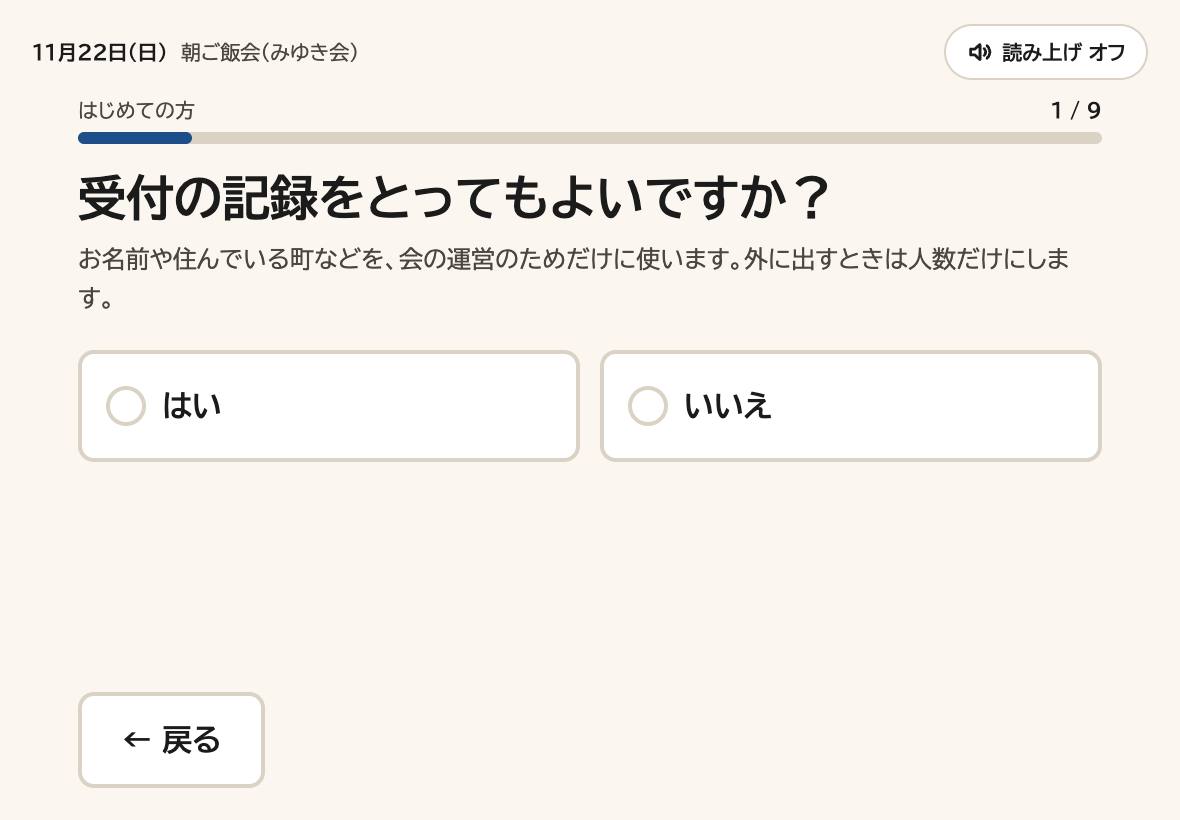 11月22日(日) 朝ご飯会(みゆき会)
読み上げ オフ
はじめての方
1 / 9
受付の記録をとってもよいですか？
お名前や住んでいる町などを、会の運営のためだけに使います。外に出すときは人数だけにしま
す。
はい
いいえ
← 戻る